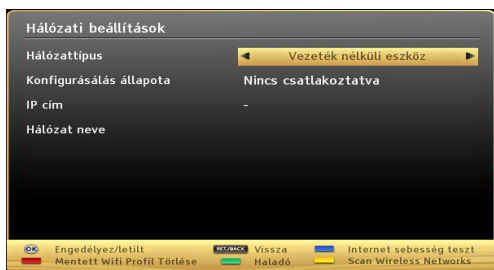 Hálózati beállítások
Hálózattípus Vezeték nélküli eszköz
Konfigurásálás állapota Nincs csatlakoztatva
IP cím -
Hálózat neve
OK Engedélyez/letilt RET/BACK Vissza Internet sebesség teszt
Mentett Wifi Profil Törlése Haladó Scan Wireless Networks